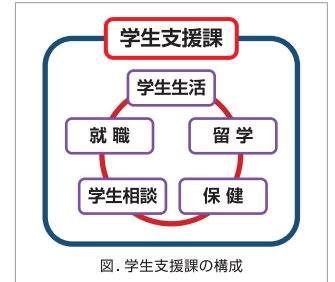 学生支援課
学生生活
就 職
留 学
学生相談
保 健
図. 学生支援課の構成